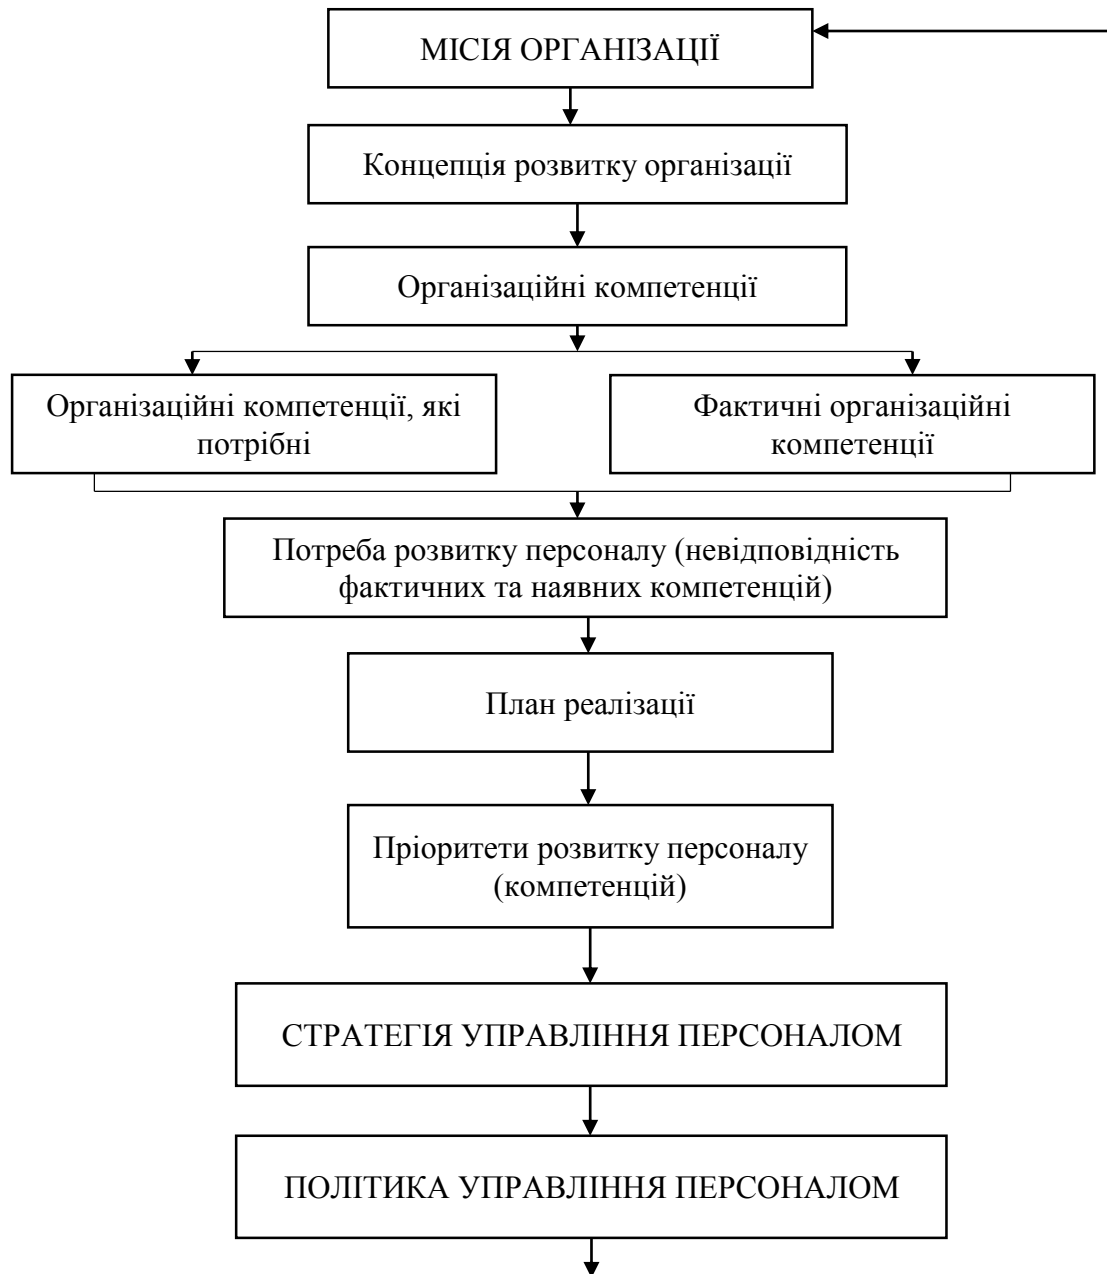 МІСІЯ ОРГАНІЗАЦІЇ
Концепція розвитку організації
Організаційні компетенції
Організаційні компетенції, які
потрібні
Фактичні організаційні
компетенції
Потреба розвитку персоналу (невідповідність
фактичних та наявних компетенцій)
План реалізації
Пріоритети розвитку персоналу
(компетенцій)
СТРАТЕГІЯ УПРАВЛІННЯ ПЕРСОНАЛОМ
ПОЛІТИКА УПРАВЛІННЯ ПЕРСОНАЛОМ